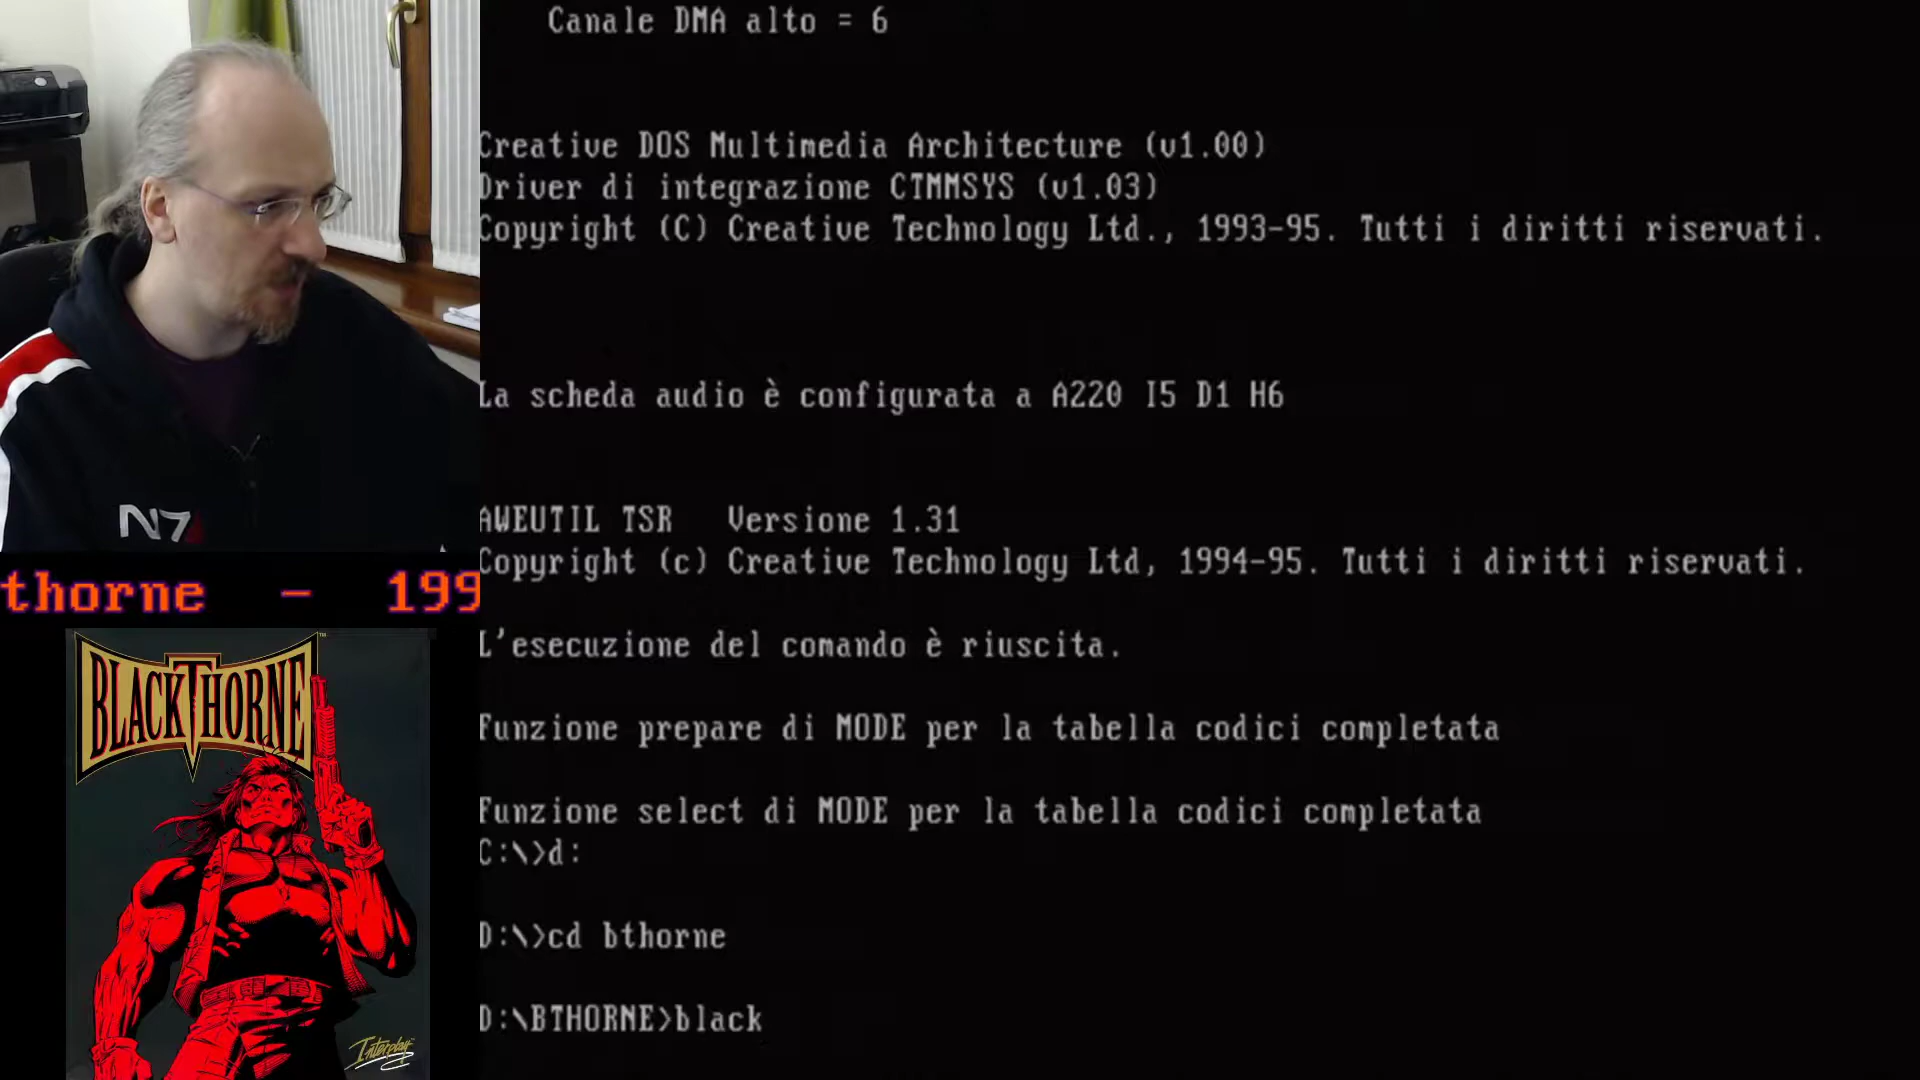 Canale DMA alto = 6
Creative DOS Multimedia Architecture (v1.00)
Driver di integrazione CTMMSYS (v1.03)
Copyright (C) Creative Technology Ltd., 1993-95. Tutti i diritti riservati.
La scheda audio è configurata a A220 I5 D1 H6
AWEUTIL TSR Versione 1.31
Copyright (c) Creative Technology Ltd, 1994-95. Tutti i diritti riservati.
L'esecuzione del comando è riuscita.
Funzione prepare di MODE per la tabella codici completata
Funzione select di MODE per la tabella codici completata
C:\>d:
D:\>cd bthorne
D:\BTHORNE>black
N7
thorne - 199
BLACKTHORNE™
Interplay